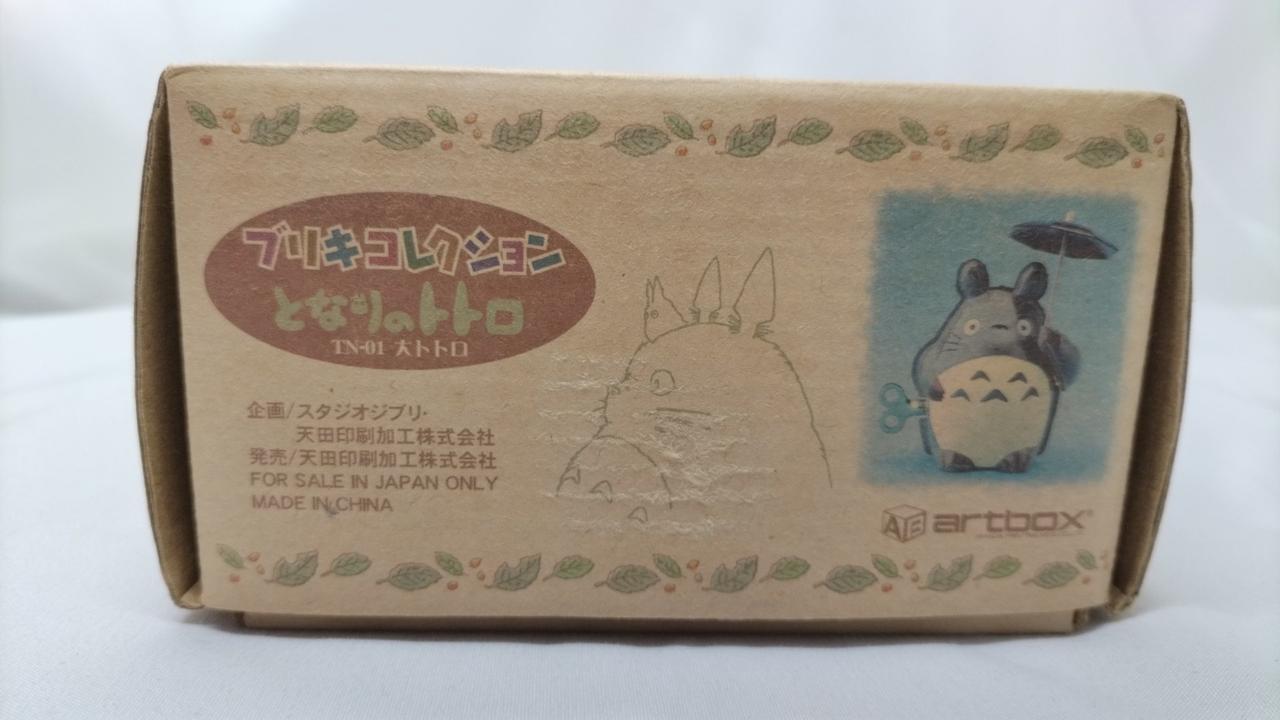 ブリキコレクション
となりのトトロ
TN-01 大トトロ
企画/スタジオジブリ・
天田印刷加工株式会社
発売/天田印刷加工株式会社
FOR SALE IN JAPAN ONLY
MADE IN CHINA
AB artbox®